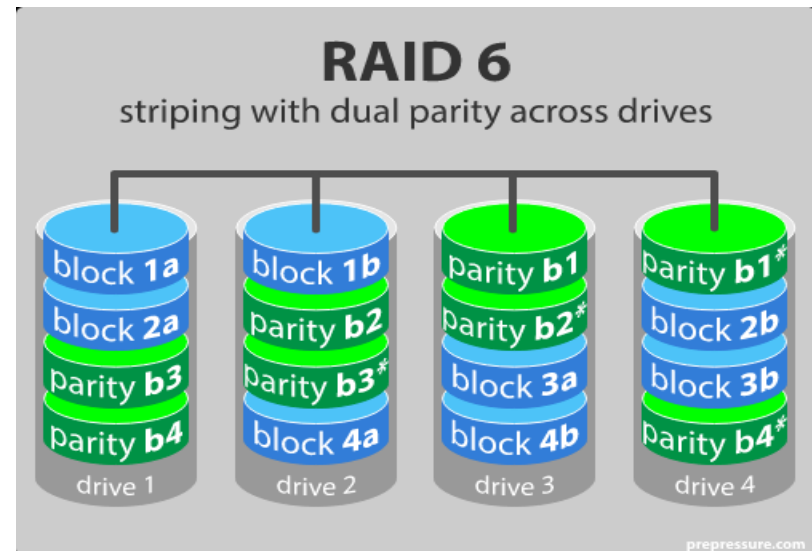 RAID 6
striping with dual parity across drives
block 1a
block 2a
parity b3
parity b4
drive 1
block 1b
parity b2
parity b3*
block 4a
drive 2
parity b1
parity b2*
block 3a
block 4b
drive 3
parity b1*
block 2b
block 3b
parity b4*
drive 4
prepressure.com